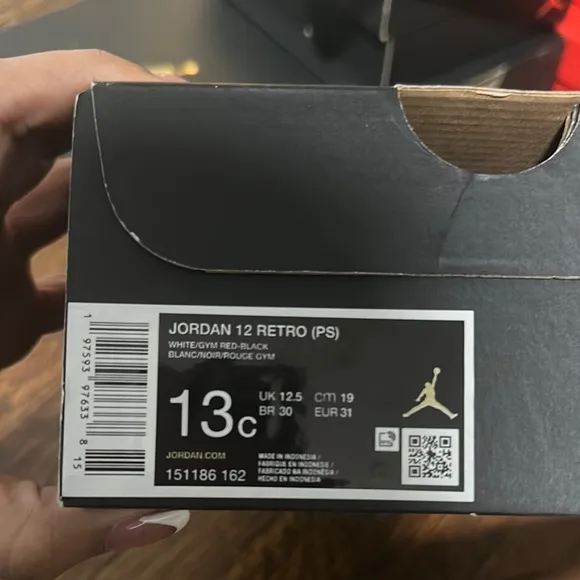 JORDAN 12 RETRO (PS)
WHITE/GYM RED-BLACK
BLANC/NOIR/ROUGE GYM
13C
UK 12.5 cm 19
BR 30 EUR 31
JORDAN.COM
151186 162
MADE IN INDONESIA /
FABRIQUE EN INDONESIE /
FABRICADO NA INDONÉSIA /
HECHO EN INDONESIA
1 97593 97633 8 15